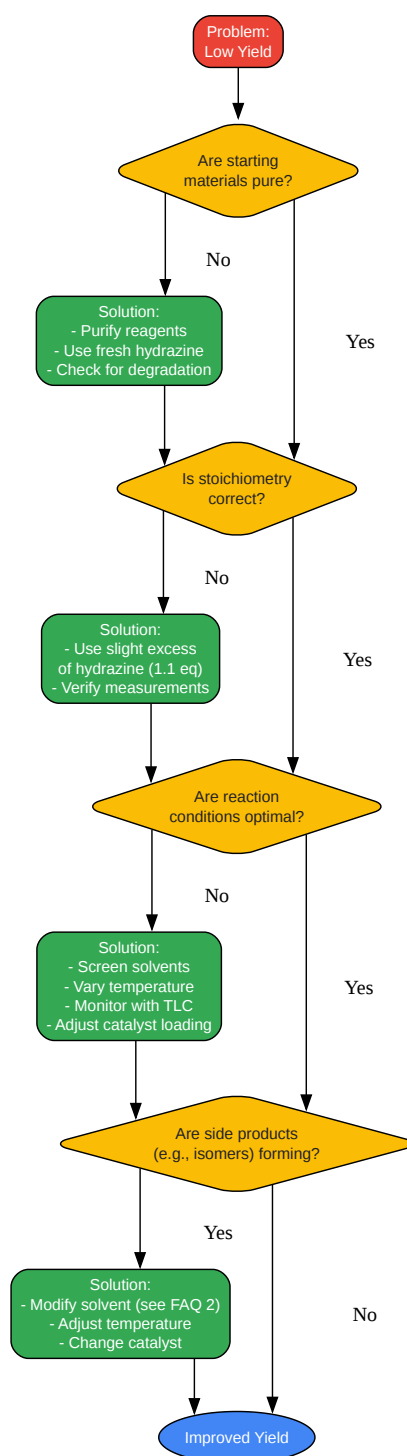 Problem:
Low Yield
Are starting
materials pure?
No
Solution:
- Purify reagents
- Use fresh hydrazine
- Check for degradation
Yes
Is stoichiometry
correct?
No
Solution:
- Use slight excess
of hydrazine (1.1 eq)
- Verify measurements
Yes
Are reaction
conditions optimal?
No
Solution:
- Screen solvents
- Vary temperature
- Monitor with TLC
- Adjust catalyst loading
Yes
Are side products
(e.g., isomers) forming?
Yes
Solution:
- Modify solvent (see FAQ 2)
- Adjust temperature
- Change catalyst
No
Improved Yield